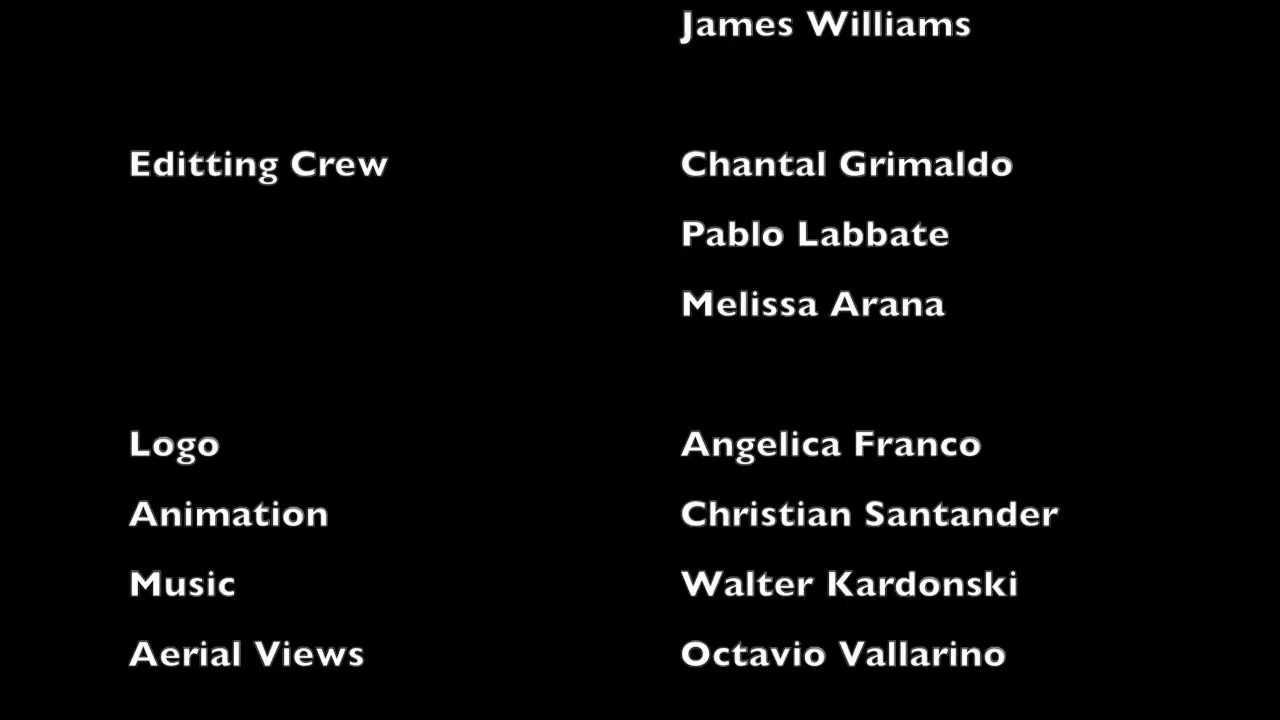 James Williams
Editting Crew Chantal Grimaldo
Pablo Labbate
Melissa Arana
Logo Angelica Franco
Animation Christian Santander
Music Walter Kardonski
Aerial Views Octavio Vallarino